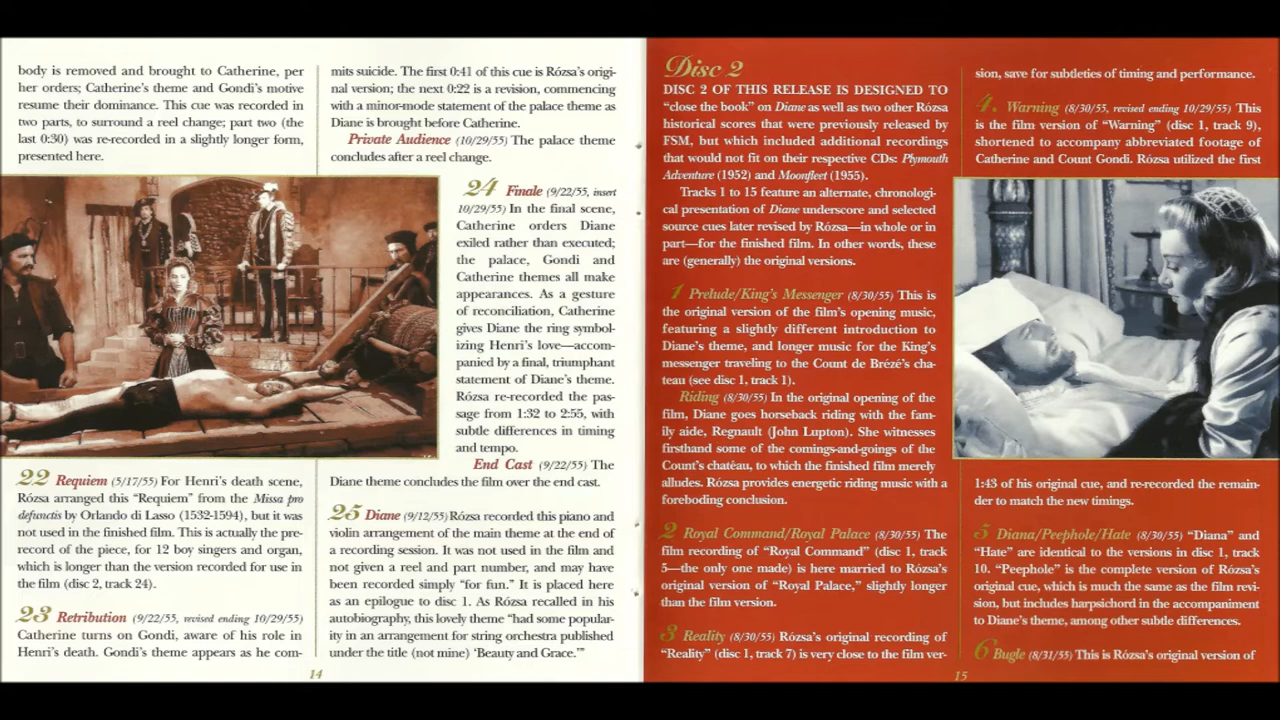 body is removed and brought to Catherine, per
her orders; Catherine's theme and Gondi's motive
resume their dominance. This cue was recorded in
two parts, to surround a reel change; part two (the
last 0:30) was re-recorded in a slightly longer form,
presented here.
22 Requiem (5/17/55) For Henri's death scene,
Rózsa arranged this “Requiem” from the Missa pro
defunctis by Orlando di Lasso (1532-1594), but it was
not used in the finished film. This is actually the pre-
record of the piece, for 12 boy singers and organ,
which is longer than the version recorded for use in
the film (disc 2, track 24).
23 Retribution (9/22/55, revised ending 10/29/55)
Catherine turns on Gondi, aware of his role in
Henri's death. Gondi's theme appears as he com-
mits suicide. The first 0:41 of this cue is Rózsa's origi-
nal version; the next 0:22 is a revision, commencing
with a minor-mode statement of the palace theme as
Diane is brought before Catherine.
Private Audience (10/29/55) The palace theme
concludes after a reel change.
24 Finale (9/22/55, insert
10/29/55) In the final scene,
Catherine orders Diane
exiled rather than executed;
the palace, Gondi and
Catherine themes all make
appearances. As a gesture
of reconciliation, Catherine
gives Diane the ring symbol-
izing Henri's love—accom-
panied by a final, triumphant
statement of Diane's theme.
Rózsa re-recorded the pas-
sage from 1:32 to 2:55, with
subtle differences in timing
and tempo.
End Cast (9/22/55) The
Diane theme concludes the film over the end cast.
25 Diane (9/12/55) Rózsa recorded this piano and
violin arrangement of the main theme at the end of
a recording session. It was not used in the film and
not given a reel and part number, and may have
been recorded simply “for fun.” It is placed here
as an epilogue to disc 1. As Rózsa recalled in his
autobiography, this lovely theme “had some popular-
ity in an arrangement for string orchestra published
under the title (not mine) ‘Beauty and Grace.’”
14
Disc 2
DISC 2 OF THIS RELEASE IS DESIGNED TO
“close the book” on Diane as well as two other Rózsa
historical scores that were previously released by
FSM, but which included additional recordings
that would not fit on their respective CDs: Plymouth
Adventure (1952) and Moonfleet (1955).
Tracks 1 to 15 feature an alternate, chronologi-
cal presentation of Diane underscore and selected
source cues later revised by Rózsa—in whole or in
part—for the finished film. In other words, these
are (generally) the original versions.
1 Prelude/King's Messenger (8/30/55) This is
the original version of the film's opening music,
featuring a slightly different introduction to
Diane's theme, and longer music for the King's
messenger traveling to the Count de Brézé's cha-
teau (see disc 1, track 1).
Riding (8/30/55) In the original opening of the
film, Diane goes horseback riding with the fam-
ily aide, Regnault (John Lupton). She witnesses
firsthand some of the comings-and-goings of the
Count's chatéau, to which the finished film merely
alludes. Rózsa provides energetic riding music with a
foreboding conclusion.
2 Royal Command/Royal Palace (8/30/55) The
film recording of “Royal Command” (disc 1, track
5—the only one made) is here married to Rózsa's
original version of “Royal Palace,” slightly longer
than the film version.
3 Reality (8/30/55) Rózsa's original recording of
“Reality” (disc 1, track 7) is very close to the film ver-
sion, save for subtleties of timing and performance.
4. Warning (8/30/55, revised ending 10/29/55) This
is the film version of “Warning” (disc 1, track 9),
shortened to accompany abbreviated footage of
Catherine and Count Gondi. Rózsa utilized the first
1:43 of his original cue, and re-recorded the remain-
der to match the new timings.
5 Diana/Peephole/Hate (8/30/55) “Diana” and
“Hate” are identical to the versions in disc 1, track
10. “Peephole” is the complete version of Rózsa's
original cue, which is much the same as the film revi-
sion, but includes harpsichord in the accompaniment
to Diane's theme, among other subtle differences.
6 Bugle (8/31/55) This is Rózsa's original version of
15